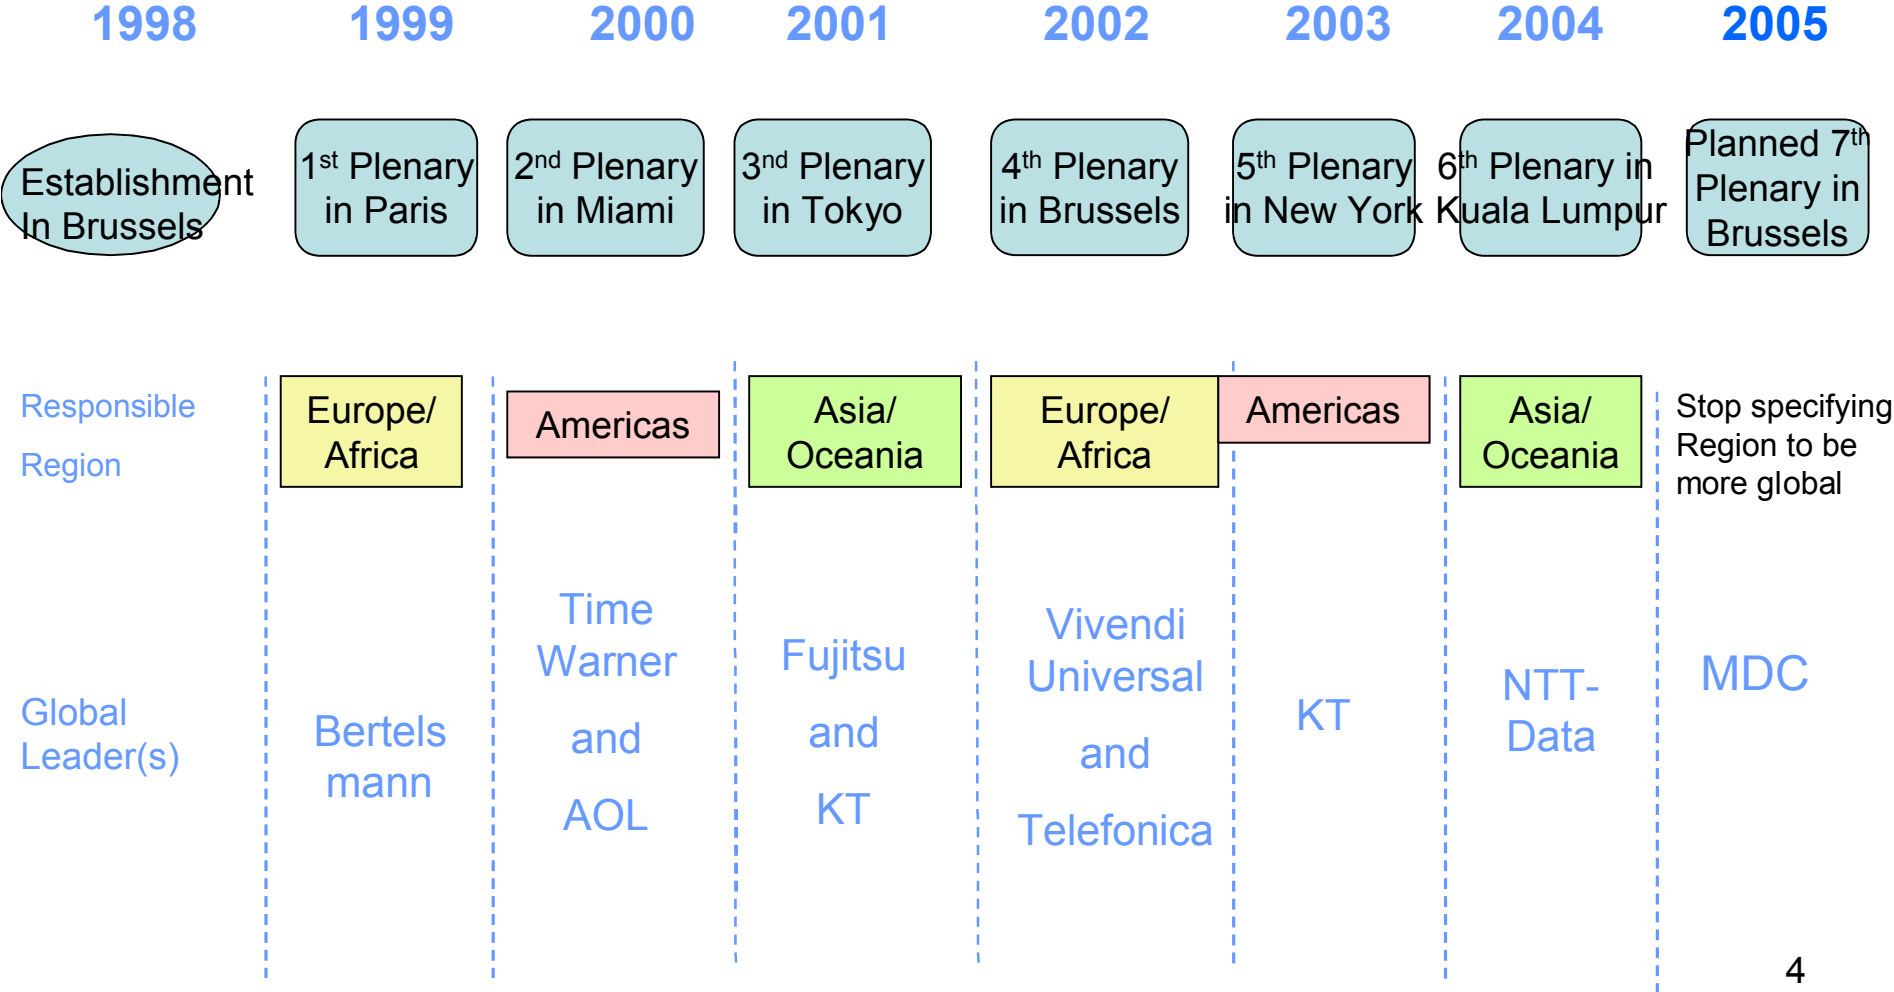 1998 1999 2000 2001 2002 2003 2004 2005
Establishment
In Brussels
1st Plenary
in Paris
2nd Plenary
in Miami
3nd Plenary
in Tokyo
4th Plenary
in Brussels
5th Plenary
in New York
6th Plenary in
Kuala Lumpur
Planned 7th
Plenary in
Brussels
Responsible
Region
Europe/
Africa
Americas
Asia/
Oceania
Europe/
Africa
Americas
Asia/
Oceania
Stop specifying
Region to be
more global
Global
Leader(s)
Bertels
mann
Time
Warner
and
AOL
Fujitsu
and
KT
Vivendi
Universal
and
Telefonica
KT
NTT-
Data
MDC
4